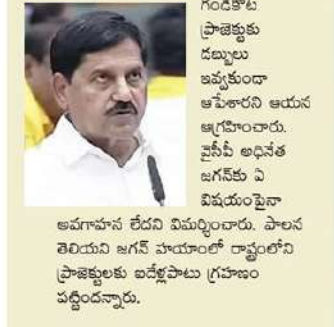 గండికోట
ప్రాజెక్టుకు
డబ్బులు
ఇవ్వకుండా
ఆపేశారని ఆయన
ఆగ్రహించారు.
వైసీపీ అధినేత
జగన్‌కు ఏ
విషయంపైనా
అవగాహన లేదని విమర్శించారు. పాలన
తెలియని జగన్ హయాంలో రాష్ట్రంలోని
ప్రాజెక్టులకు ఐదేళ్లపాటు గ్రహణం
పట్టిందన్నారు.